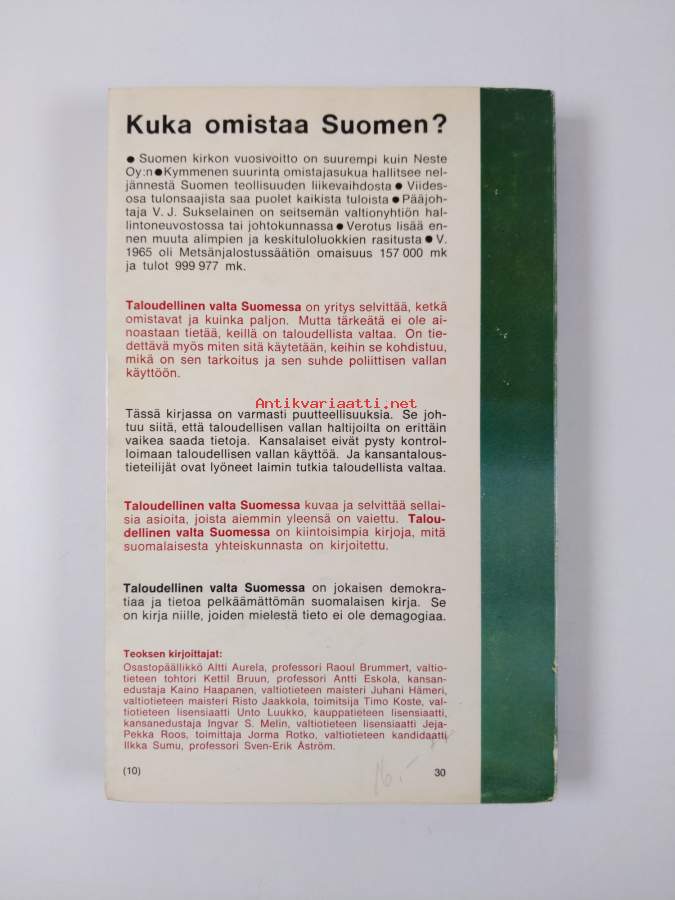 Kuka omistaa Suomen?
● Suomen kirkon vuosivoitto on suurempi kuin Neste
Oy:n ● Kymmenen suurinta omistajasukua hallitsee nel-
jännestä Suomen teollisuuden liikevaihdosta ● Viides-
osa tulonsaajista saa puolet kaikista tuloista ● Pääjoh-
taja V. J. Sukselainen on seitsemän valtionyhtiön hal-
lintoneuvostossa tai johtokunnassa ● Verotus lisää en-
nen muuta alimpien ja keskituloluokkien rasitusta ● V.
1965 oli Metsänjalostussäätiön omaisuus 157 000 mk
ja tulot 999 977 mk.
Taloudellinen valta Suomessa on yritys selvittää, ketkä
omistavat ja kuinka paljon. Mutta tärkeätä ei ole ai-
noastaan tietää, keillä on taloudellista valtaa. On tie-
dettävä myös miten sitä käytetään, keihin se kohdistuu,
mikä on sen tarkoitus ja sen suhde poliittisen vallan
käyttöön.
Antikvariaatti.net
Tässä kirjassa on varmasti puutteellisuuksia. Se joh-
tuu siitä, että taloudellisen vallan haltijoilta on erittäin
vaikea saada tietoja. Kansalaiset eivät pysty kontrol-
loimaan taloudellisen vallan käyttöä. Ja kansantalous-
tieteilijät ovat lyöneet laimin tutkia taloudellista valtaa.
Taloudellinen valta Suomessa kuvaa ja selvittää sellai-
sia asioita, joista aiemmin yleensä on vaiettu. Talou-
dellinen valta Suomessa on kiintoisimpia kirjoja, mitä
suomalaisesta yhteiskunnasta on kirjoitettu.
Taloudellinen valta Suomessa on jokaisen demokra-
tiaa ja tietoa pelkäämättömän suomalaisen kirja. Se
on kirja niille, joiden mielestä tieto ei ole demagogiaa.
Teoksen kirjoittajat:
Osastopäällikkö Altti Aurela, professori Raoul Brummert, valtio-
tieteen tohtori Kettil Bruun, professori Antti Eskola, kansan-
edustaja Kaino Haapanen, valtiotieteen maisteri Juhani Hämeri,
valtiotieteen maisteri Risto Jaakkola, toimitsija Timo Koste, val-
tiotieteen lisensiaatti Unto Luukko, kauppatieteen lisensiaatti,
kansanedustaja Ingvar S. Melin, valtiotieteen lisensiaatti Jeja-
Pekka Roos, toimittaja Jorma Rotko, valtiotieteen kandidaatti
Ilkka Sumu, professori Sven-Erik Åström.
16.-
(10) 30